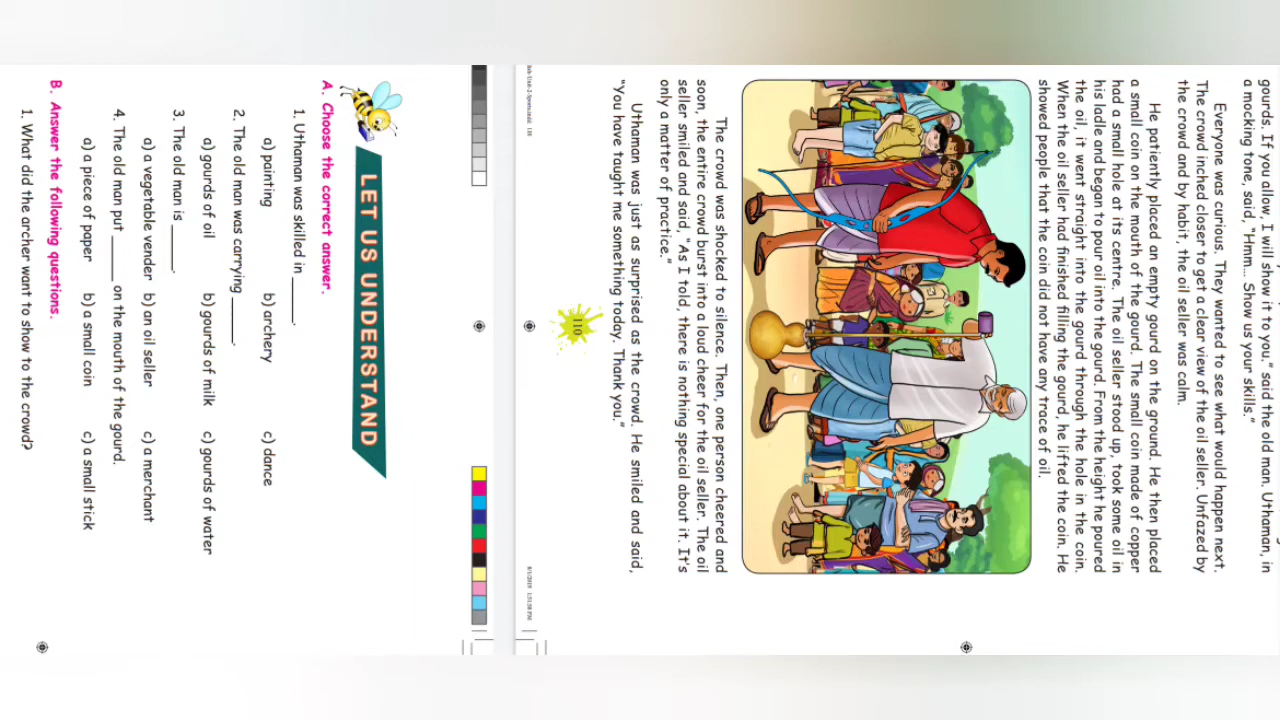 gourds. If you allow, I will show it to you." said the old man. Uthaman, in
a mocking tone, said, "Hmm... Show us your skills."
Everyone was curious. They wanted to see what would happen next.
The crowd inched closer to get a clear view of the oil seller. Unfazed by
the crowd and by habit, the oil seller was calm.
He patiently placed an empty gourd on the ground. He then placed
a small coin on the mouth of the gourd. The small coin made of copper
had a small hole at its centre. The oil seller stood up, took some oil in
his ladle and began to pour oil into the gourd. From the height he poured
the oil, it went straight into the gourd through the hole in the coin.
When the oil seller had finished filling the gourd, he lifted the coin. He
showed people that the coin did not have any trace of oil.
The crowd was shocked to silence. Then, one person cheered and
soon, the entire crowd burst into a loud cheer for the oil seller. The oil
seller smiled and said, "As I told, there is nothing special about it. It's
only a matter of practice."
Uthaman was just as surprised as the crowd. He smiled and said,
"You have taught me something today. Thank you."
110
LET US UNDERSTAND
A. Choose the correct answer.
1. Uthaman was skilled in ______.
a) painting b) archery c) dance
2. The old man was carrying ______.
a) gourds of oil b) gourds of milk c) gourds of water
3. The old man is ______.
a) a vegetable vender b) an oil seller c) a merchant
4. The old man put ______ on the mouth of the gourd.
a) a piece of paper b) a small coin c) a small stick
B. Answer the following questions.
1. What did the archer want to show to the crowd?